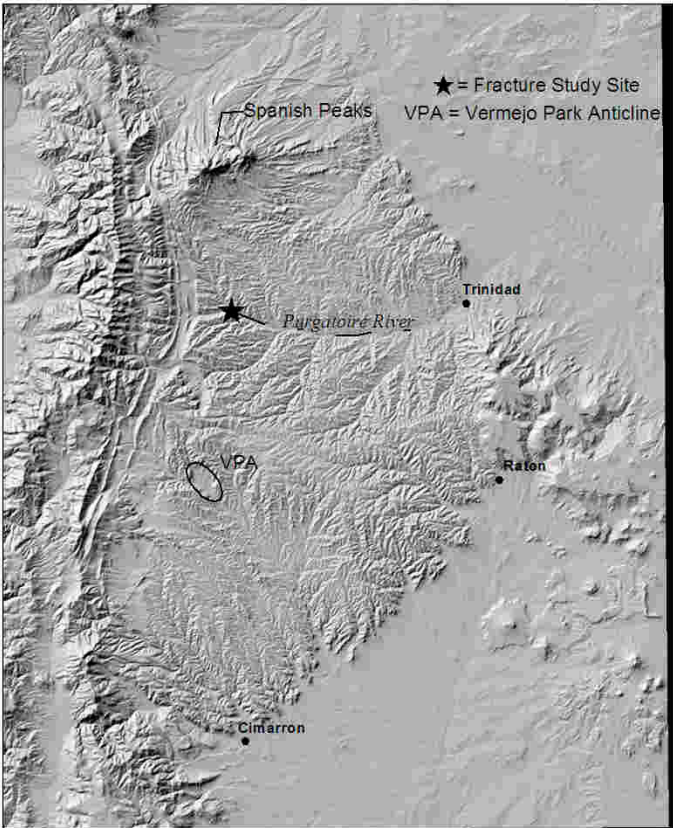 ★ = Fracture Study Site
Spanish Peaks
VPA = Vermejo Park Anticline
Trinidad
Purgatoire River
VPA
Raton
Cimarron